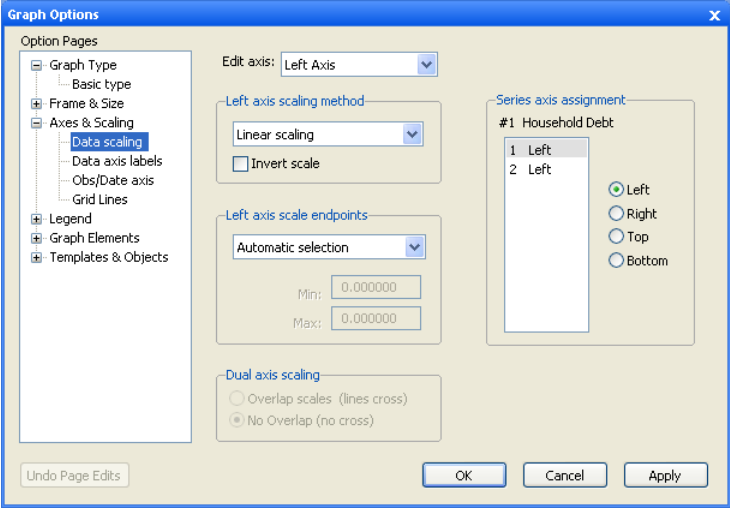 Graph Options
Option Pages
Graph Type
Basic type
Frame & Size
Axes & Scaling
Data scaling
Data axis labels
Obs/Date axis
Grid Lines
Legend
Graph Elements
Templates & Objects
Edit axis: Left Axis
Left axis scaling method
Linear scaling
Invert scale
Left axis scale endpoints
Automatic selection
Min: 0.000000
Max: 0.000000
Dual axis scaling
Overlap scales (lines cross)
No Overlap (no cross)
Series axis assignment
#1 Household Debt
1 Left
2 Left
Left
Right
Top
Bottom
Undo Page Edits
OK
Cancel
Apply